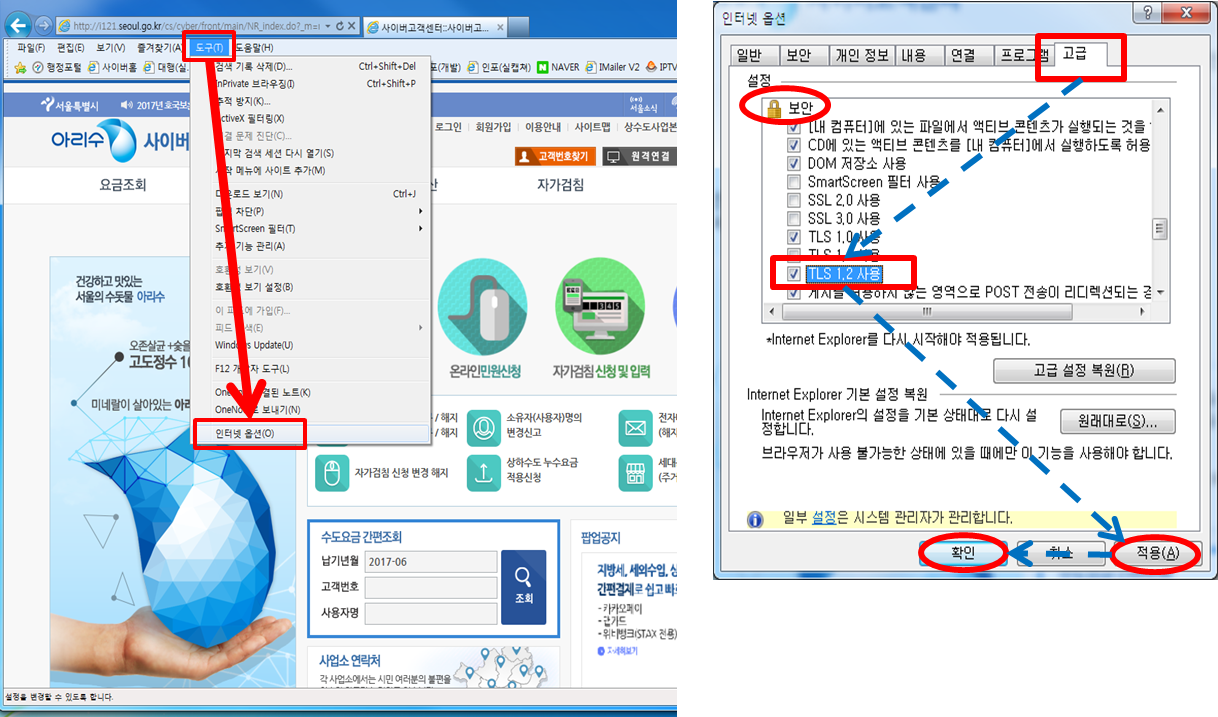 http://i121.seoul.go.kr/cs/cyber/front/main/NR_index.do?_m=m
사이버고객센터::사이버고...
파일(F) 편집(E) 보기(V) 즐겨찾기(A) 도구(T) 도움말(H)
행정포털 사이버홈 대형(실. (개발) 인포(실캡쳐) NAVER IMailer V2 IPTV
검색 기록 삭제(D)... Ctrl+Shift+Del
InPrivate 브라우징(I) Ctrl+Shift+P
추적 방지(K)...
ActiveX 필터링(X)
연결 문제 진단(C)...
마지막 검색 세션 다시 열기(S)
시작 메뉴에 사이트 추가(M)
다운로드 보기(N) Ctrl+J
팝업 차단(P)
SmartScreen 필터(T)
추가 기능 관리(A)
호환성 보기(V)
호환성 보기 설정(B)
이 피드에 가입(F)...
피드 검색(E)
Windows Update(U)
F12 개발자 도구(L)
OneNote 연결된 노트(K)
OneNote로 보내기(N)
인터넷 옵션(O)
서울특별시 2017년 호국보
서울소식
아리수 사이버
로그인 회원가입 이용안내 사이트맵 상수도사업본
고객번호찾기 원격연결
요금조회 자가검침
건강하고 맛있는
서울의 수돗물 아리수
오존살균 +숯을
고도정수
미네랄이 살아있는
온라인민원신청 자가검침 신청 및 입력
/ 해지
/ 해지
소유자(사용자)명의
변경신고
전자
(해지
자가검침 신청 변경 해지
상하수도 누수요금
적용신청
세대
(주거
수도요금 간편조회
납기년월 2017-06
고객번호
사용자명
조회
팝업공지
지방세, 세외수입, 상
간편결제로 쉽고 빠르
- 카카오페이
- 위비뱅크(STAX 전용)
자세히보기
사업소 연락처
각 사업소에서는 시민 여러분의 불편을
설정을 변경할 수 있도록 합니다.
인터넷 옵션
일반 보안 개인 정보 내용 연결 프로그램 고급
설정
보안
[내 컴퓨터]에 있는 파일에서 액티브 콘텐츠가 실행되는 것을
CD에 있는 액티브 콘텐츠를 [내 컴퓨터]에서 실행하도록 허용
DOM 저장소 사용
SmartScreen 필터 사용
SSL 2.0 사용
SSL 3.0 사용
TLS 1.0 사용
TLS 1.1 사용
TLS 1.2 사용
게시를 허용하지 않는 영역으로 POST 전송이 리디렉션되는 경
*Internet Explorer를 다시 시작해야 적용됩니다.
고급 설정 복원(R)
Internet Explorer 기본 설정 복원
Internet Explorer의 설정을 기본 상태대로 다시 설
정합니다.
원래대로(S)...
브라우저가 사용 불가능한 상태에 있을 때에만 이 기능을 사용해야 합니다.
일부 설정은 시스템 관리자가 관리합니다.
확인 취소 적용(A)